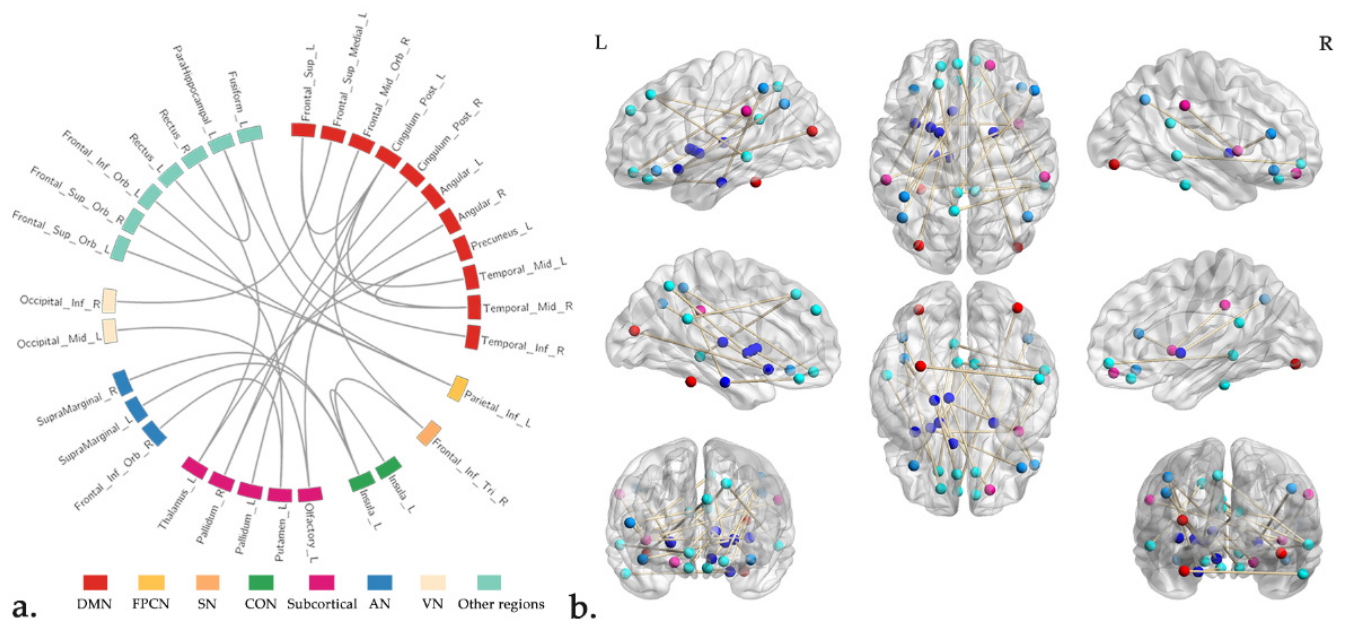 a.
Frontal_Sup_L
Frontal_Sup_Medial_L
Frontal_Mid_Orb_R
Cingulum_Post_L
Cingulum_Post_R
Angular_L
Angular_R
Precuneus_L
Temporal_Mid_L
Temporal_Mid_R
Temporal_Inf_R
Parietal_Inf_L
Frontal_Inf_Tri_R
Insula_L
Insula_L
Olfactory_L
Putamen_L
Pallidum_L
Pallidum_R
Thalamus_L
Frontal_Inf_Orb_R
SupraMarginal_L
SupraMarginal_R
Occipital_Mid_L
Occipital_Inf_R
Frontal_Sup_Orb_L
Frontal_Sup_Orb_R
Frontal_Inf_Orb_L
Rectus_L
Rectus_R
ParaHippocampal_L
Fusiform_L
DMN FPCN SN CON Subcortical AN VN Other regions
b.
L
R